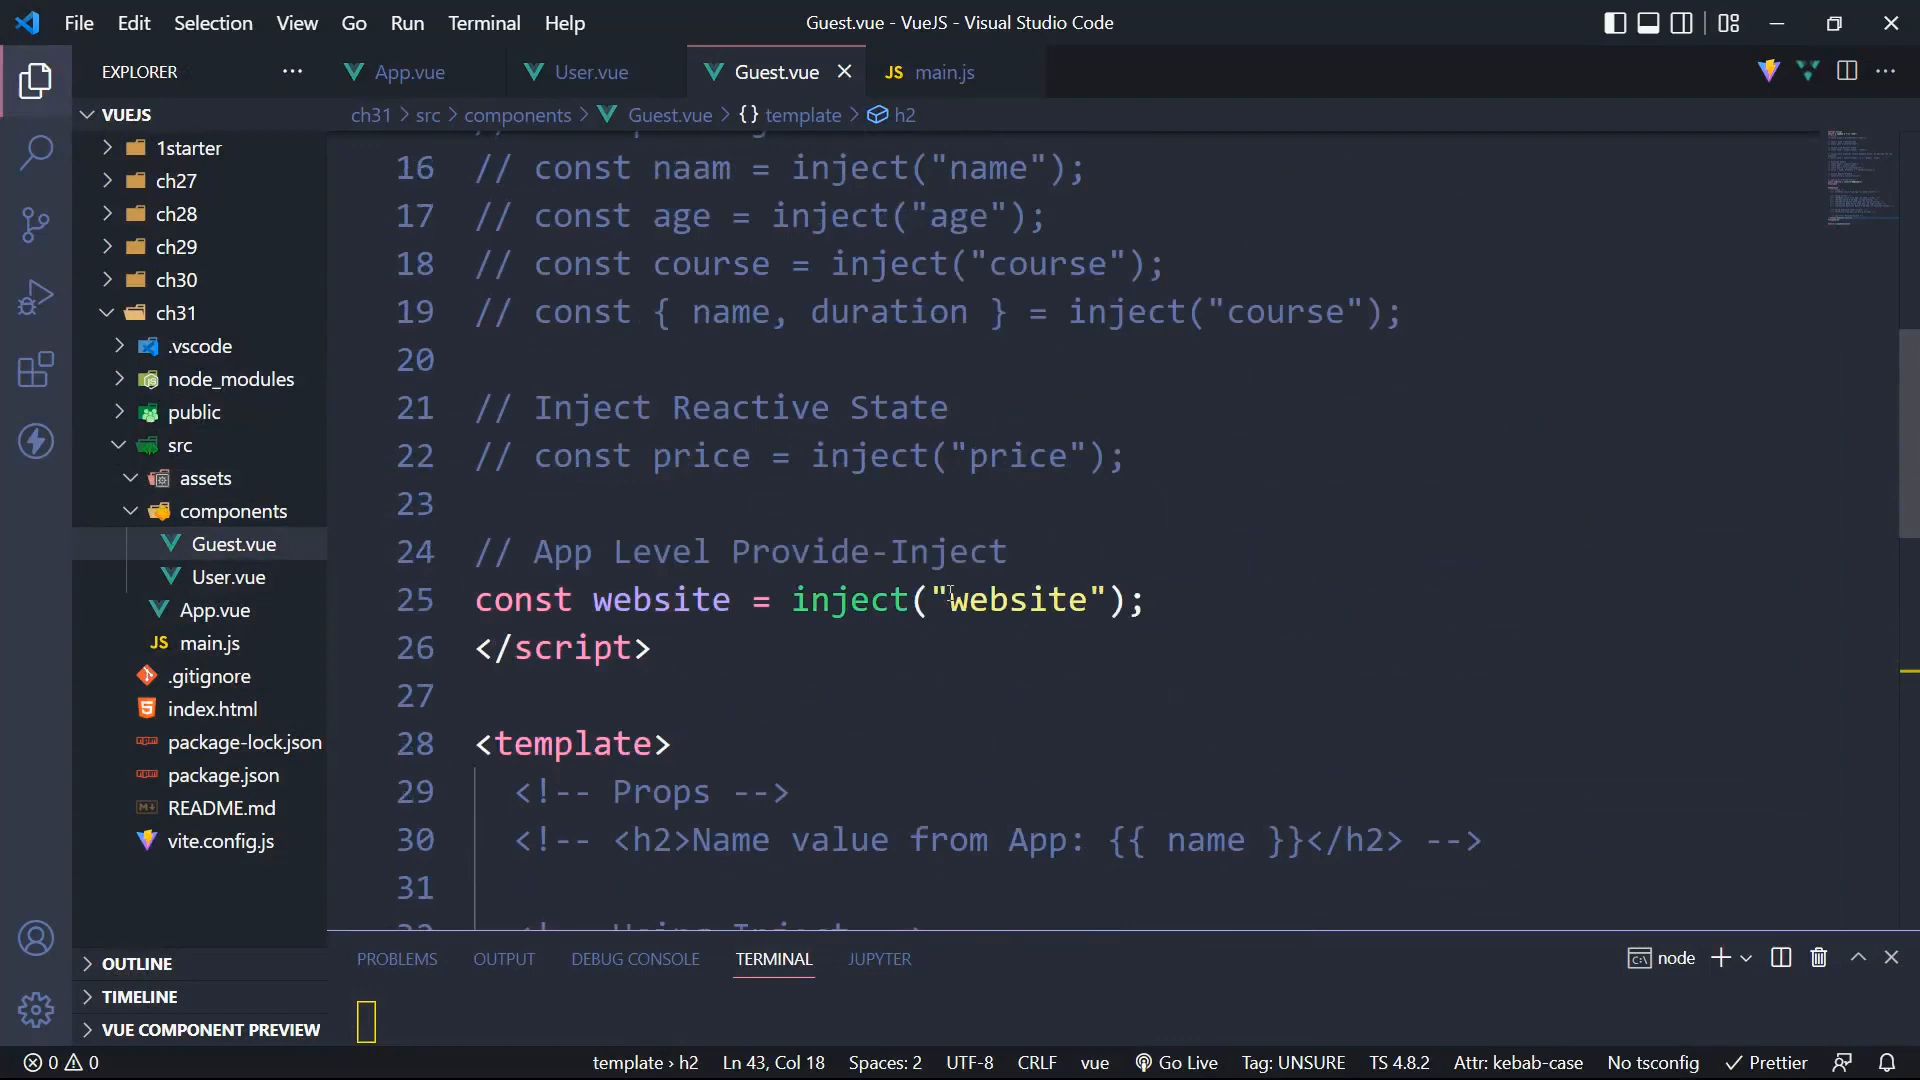 File Edit Selection View Go Run Terminal Help
Guest.vue - VueJS - Visual Studio Code
EXPLORER
App.vue
User.vue
Guest.vue
JS main.js
VUEJS
ch31 > src > components > Guest.vue > {} template > h2
1starter
ch27
ch28
ch29
ch30
ch31
.vscode
node_modules
public
src
assets
components
Guest.vue
User.vue
App.vue
JS main.js
.gitignore
index.html
package-lock.json
package.json
README.md
vite.config.js
OUTLINE
TIMELINE
VUE COMPONENT PREVIEW
16 // const naam = inject("name");
17 // const age = inject("age");
18 // const course = inject("course");
19 // const { name, duration } = inject("course");
20
21 // Inject Reactive State
22 // const price = inject("price");
23
24 // App Level Provide-Inject
25 const website = inject("website");
26 </script>
27
28 <template>
29 <!-- Props -->
30 <!-- <h2>Name value from App: {{ name }}</h2> -->
31
PROBLEMS OUTPUT DEBUG CONSOLE TERMINAL JUPYTER
node
0 0
template › h2
Ln 43, Col 18
Spaces: 2
UTF-8
CRLF
vue
Go Live
Tag: UNSURE
TS 4.8.2
Attr: kebab-case
No tsconfig
Prettier